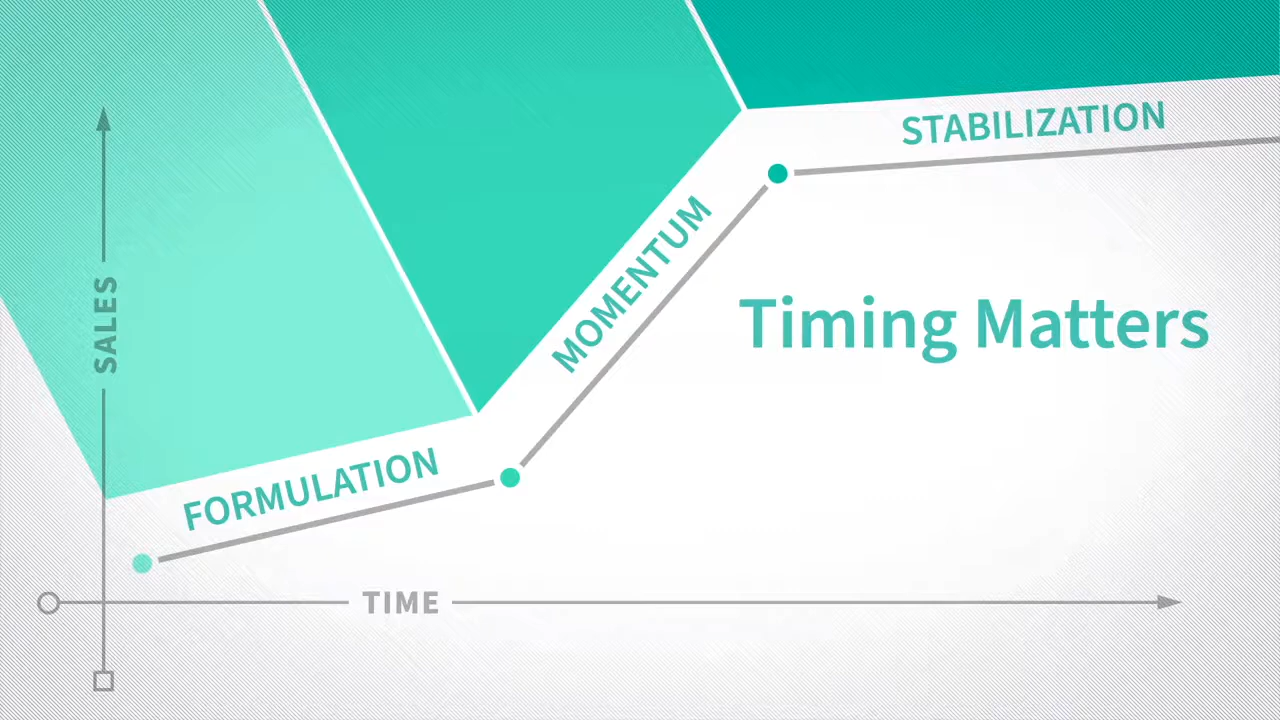 STABILIZATION
MOMENTUM
SALES
Timing Matters
FORMULATION
TIME